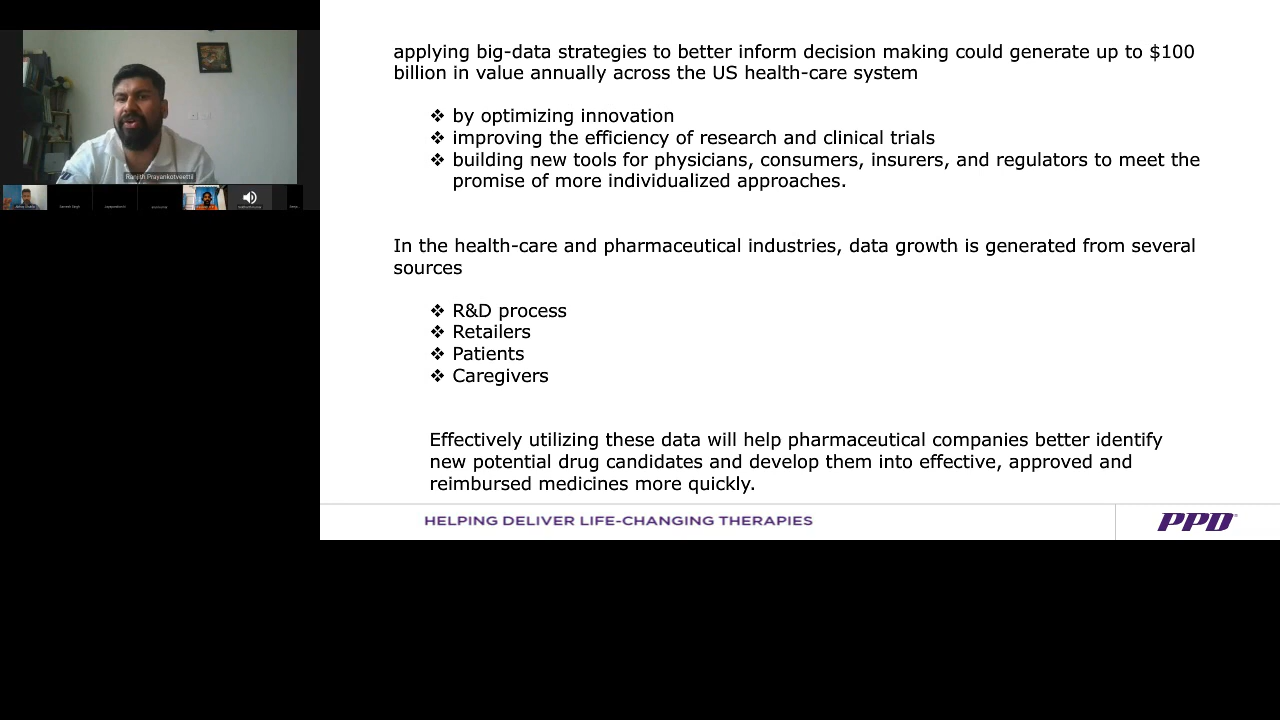 applying big-data strategies to better inform decision making could generate up to $100
billion in value annually across the US health-care system
❖ by optimizing innovation
❖ improving the efficiency of research and clinical trials
❖ building new tools for physicians, consumers, insurers, and regulators to meet the
promise of more individualized approaches.
In the health-care and pharmaceutical industries, data growth is generated from several
sources
❖ R&D process
❖ Retailers
❖ Patients
❖ Caregivers
Effectively utilizing these data will help pharmaceutical companies better identify
new potential drug candidates and develop them into effective, approved and
reimbursed medicines more quickly.
HELPING DELIVER LIFE-CHANGING THERAPIES
PPD
Ranjith Prayankotveettil